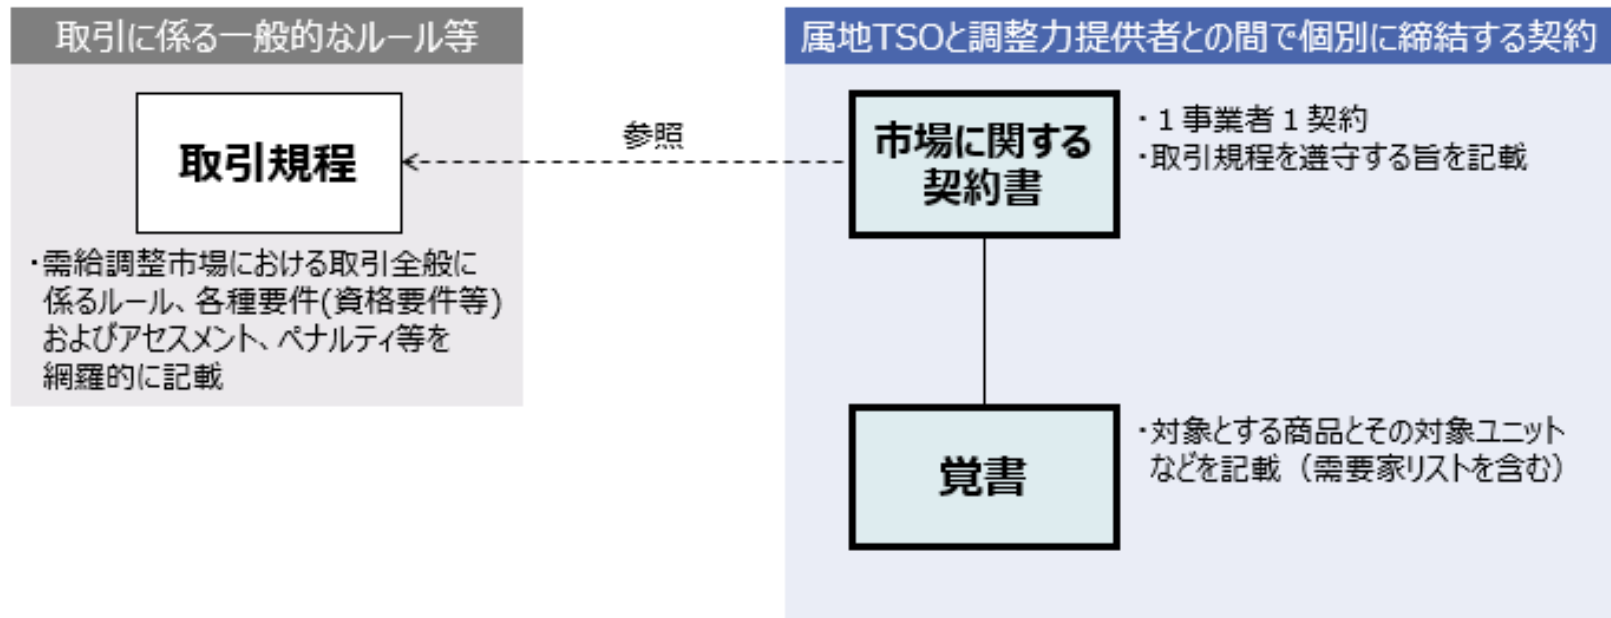 取引に係る一般的なルール等
取引規程
・需給調整市場における取引全般に
係るルール、各種要件(資格要件等)
およびアセスメント、ペナルティ等を
網羅的に記載
参照
属地TSOと調整力提供者との間で個別に締結する契約
市場に関する
契約書
・１事業者１契約
・取引規程を遵守する旨を記載
覚書
・対象とする商品とその対象ユニット
などを記載（需要家リストを含む）